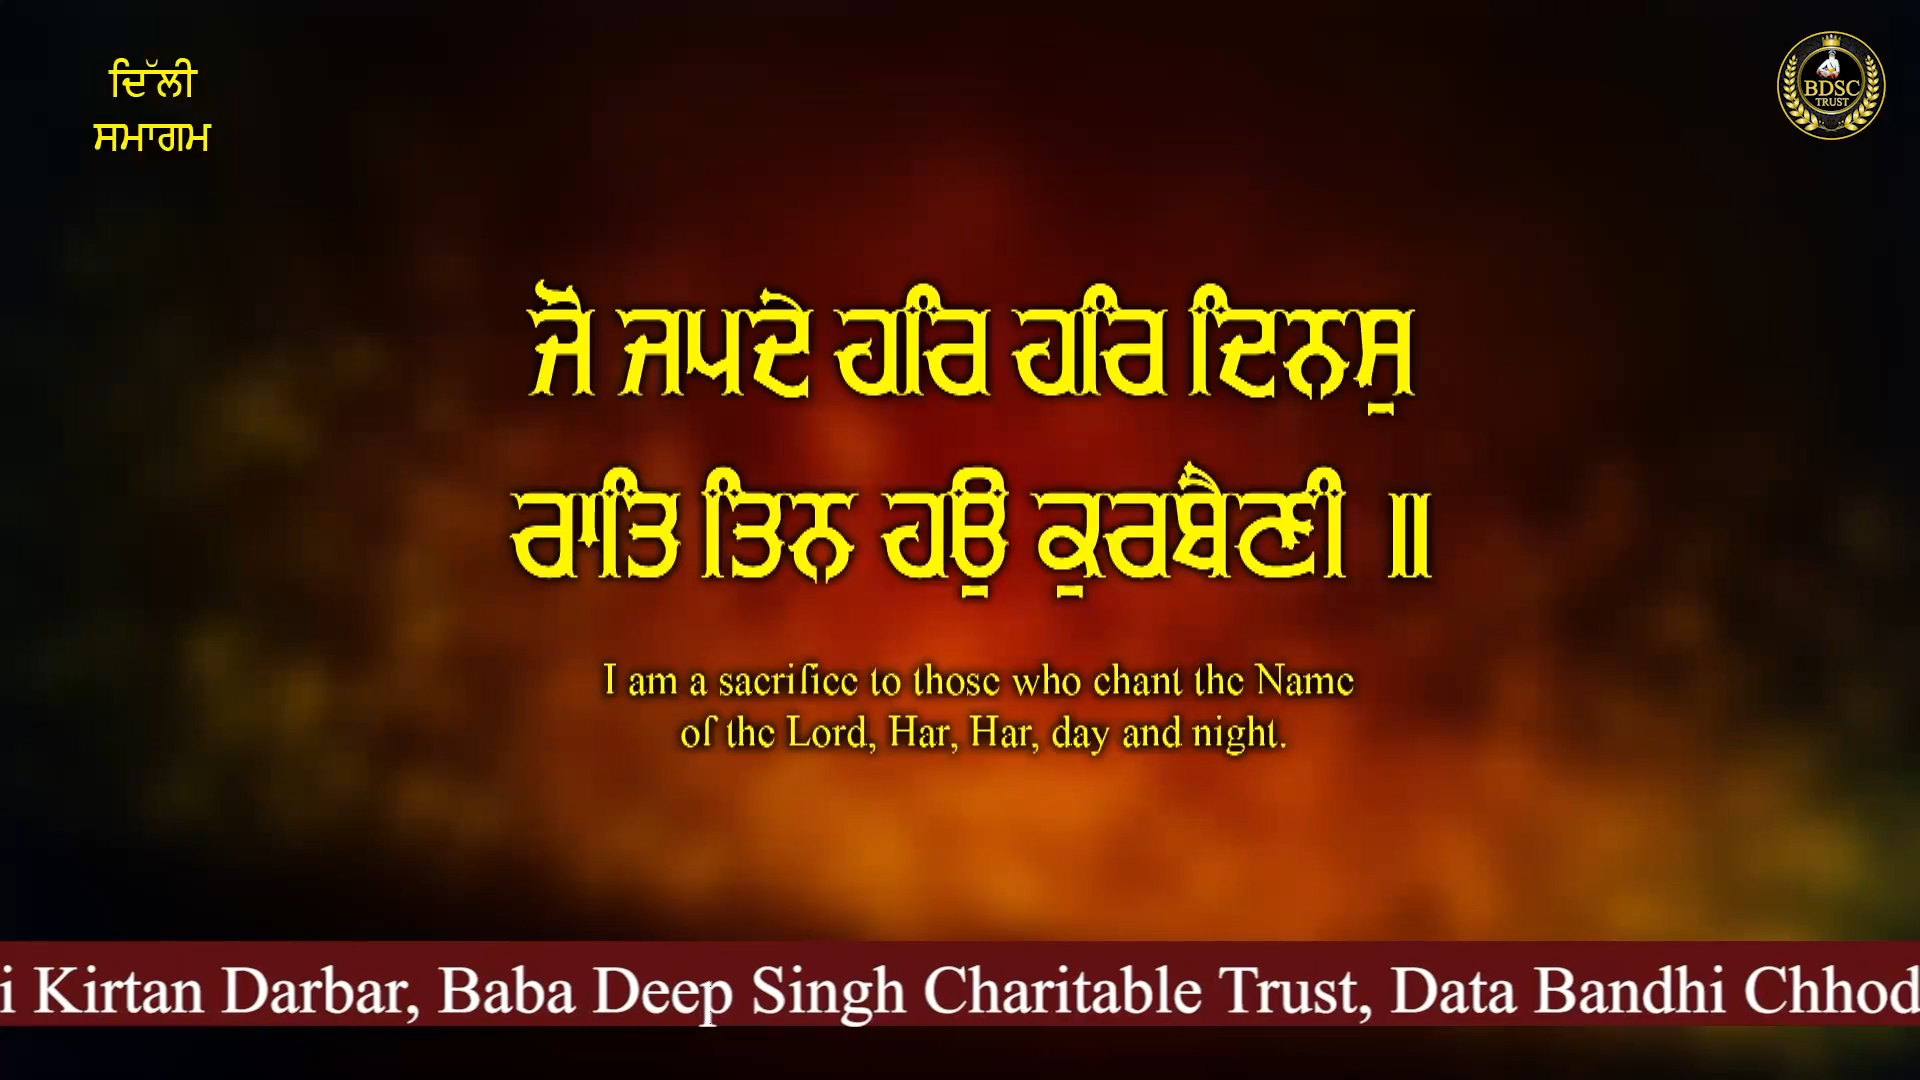 ਦਿੱਲੀ
ਸਮਾਗਮ
BDSC
TRUST
ਜੋ ਜਪਦੇ ਹਰਿ ਹਰਿ ਦਿਨਸੁ
ਰਾਤਿ ਤਿਨ ਹਉ ਕੁਰਬੈਣੀ ॥
I am a sacrifice to those who chant the Name
of the Lord, Har, Har, day and night.
i Kirtan Darbar, Baba Deep Singh Charitable Trust, Data Bandhi Chhod